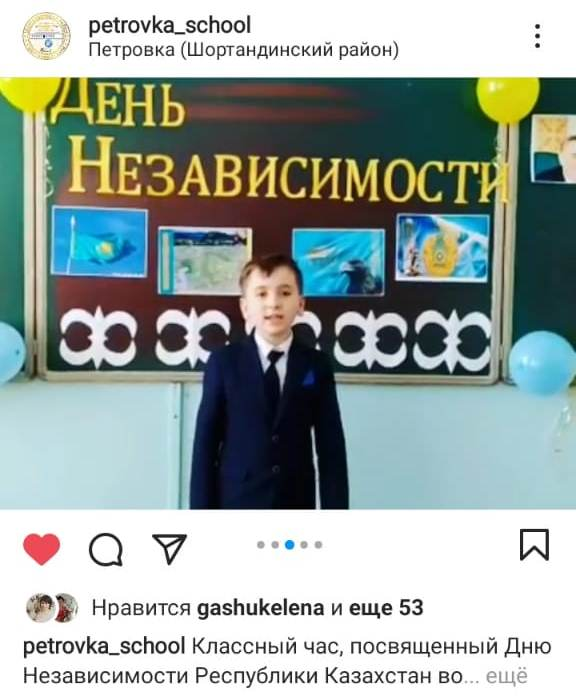 petrovka_school
Петровка (Шортандинский район)
День
Независимости
Нравится gashukelena и еще 53
petrovka_school Классный час, посвященный Дню
Независимости Республики Казахстан во... ещё